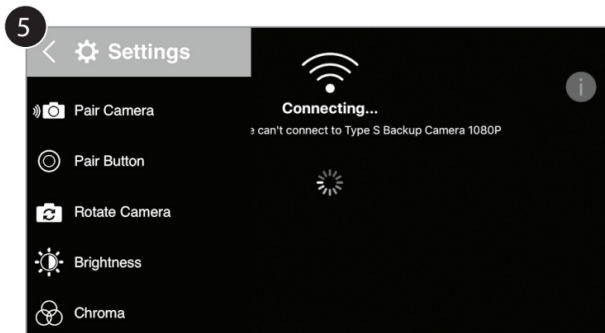 5
Settings
Connecting...
can't connect to Type S Backup Camera 1080P
i
Pair Camera
Pair Button
Rotate Camera
Brightness
Chroma